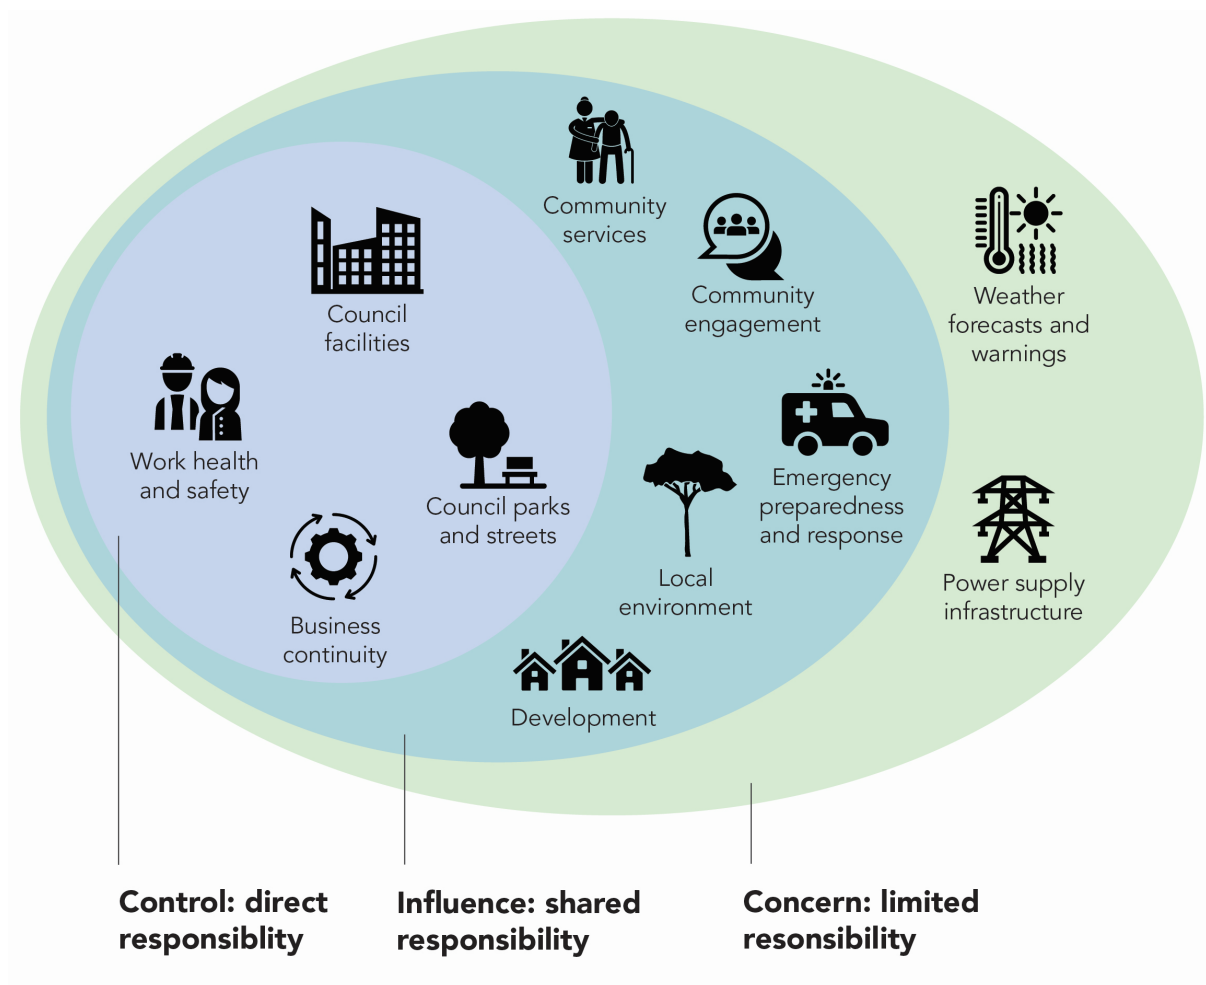 Community
services
Community
engagement
Weather
forecasts and
warnings
Council
facilities
Work health
and safety
Council parks
and streets
Emergency
preparedness
and response
Local
environment
Power supply
infrastructure
Business
continuity
Development
Control: direct
responsiblity
Influence: shared
responsibility
Concern: limited
resonsibility